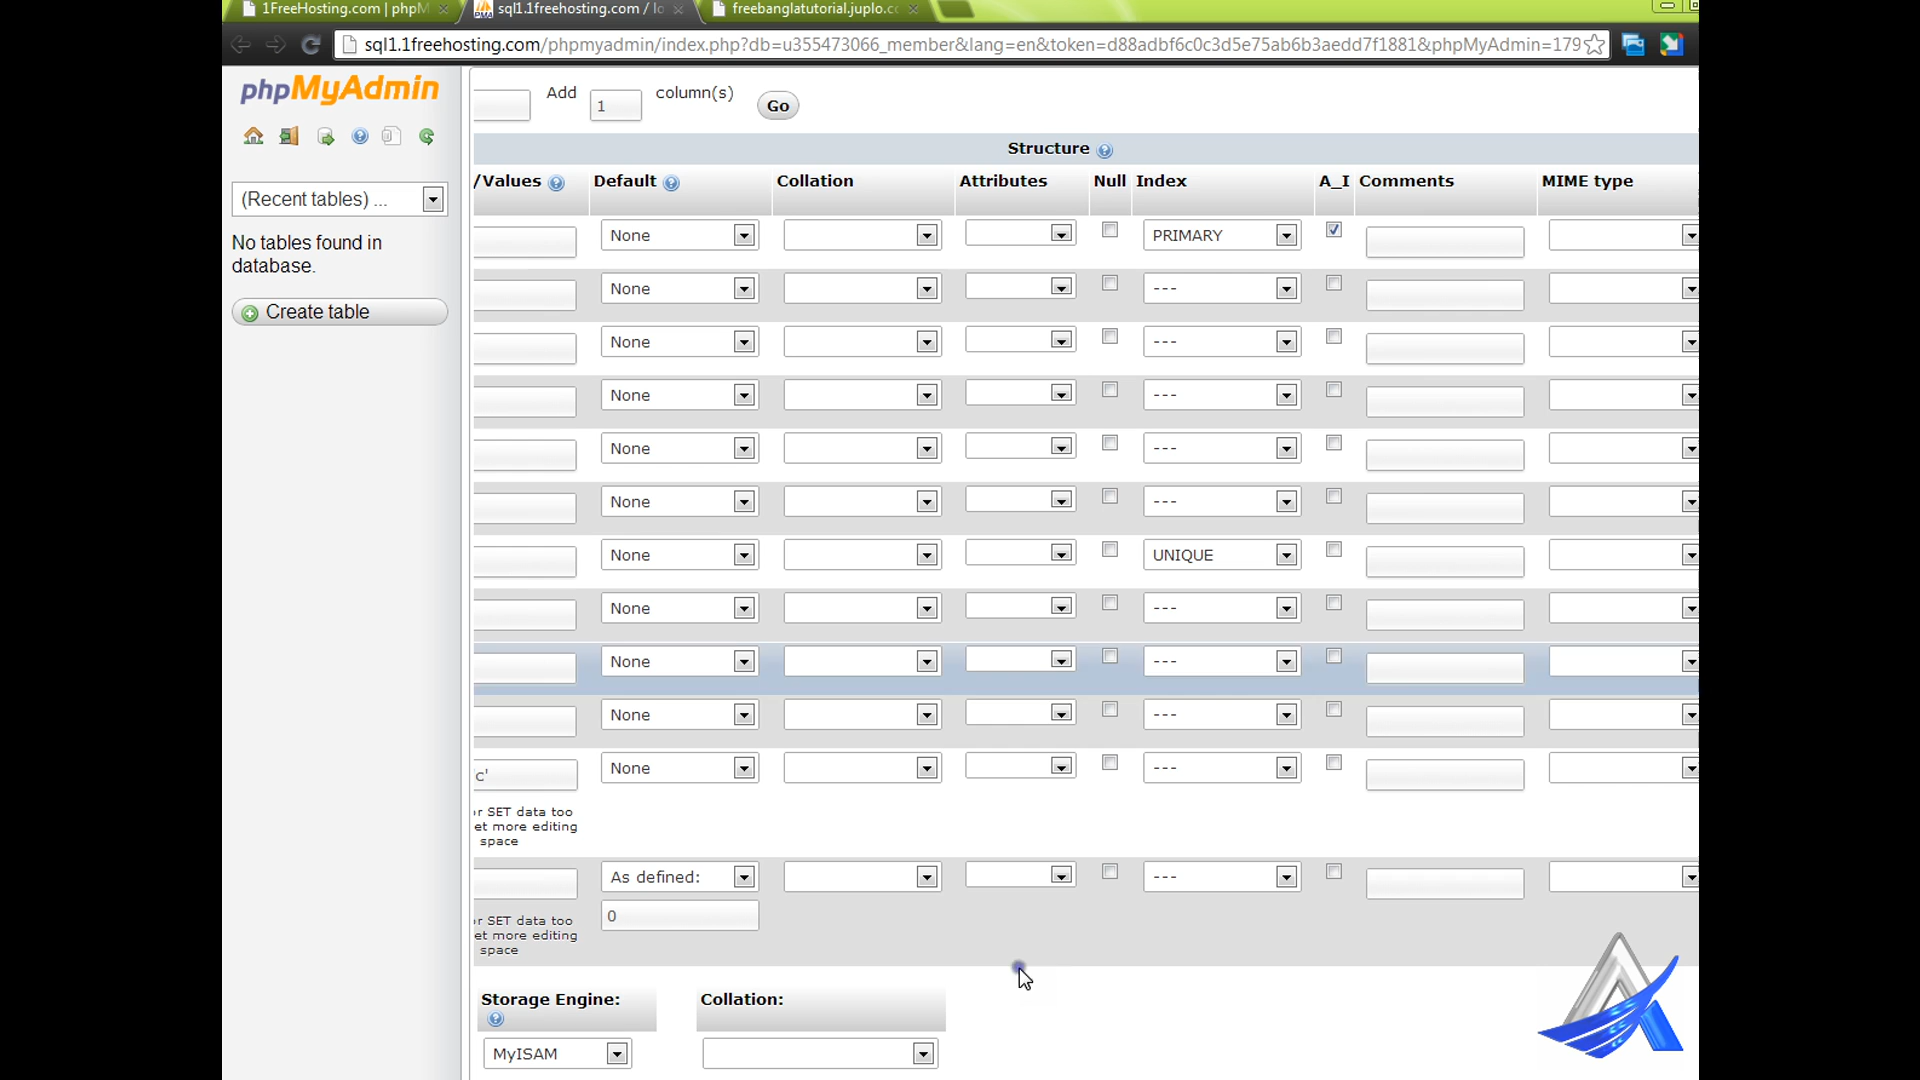 1FreeHosting.com | phpM
sql1.1freehosting.com / lo
freebanglatutorial.juplo.co
sql1.1freehosting.com/phpmyadmin/index.php?db=u355473066_member&lang=en&token=d88adbf6c0c3d5e75ab6b3aedd7f1881&phpMyAdmin=179
phpMyAdmin
(Recent tables) ...
No tables found in
database.
Create table
Add 1 column(s) Go
Structure
/Values Default Collation Attributes Null Index A_I Comments MIME type
None PRIMARY
None ---
None ---
None ---
None ---
None ---
None UNIQUE
None ---
None ---
None ---
'c' None ---
r SET data too
et more editing
space
As defined: ---
0
r SET data too
et more editing
space
Storage Engine: Collation:
MyISAM